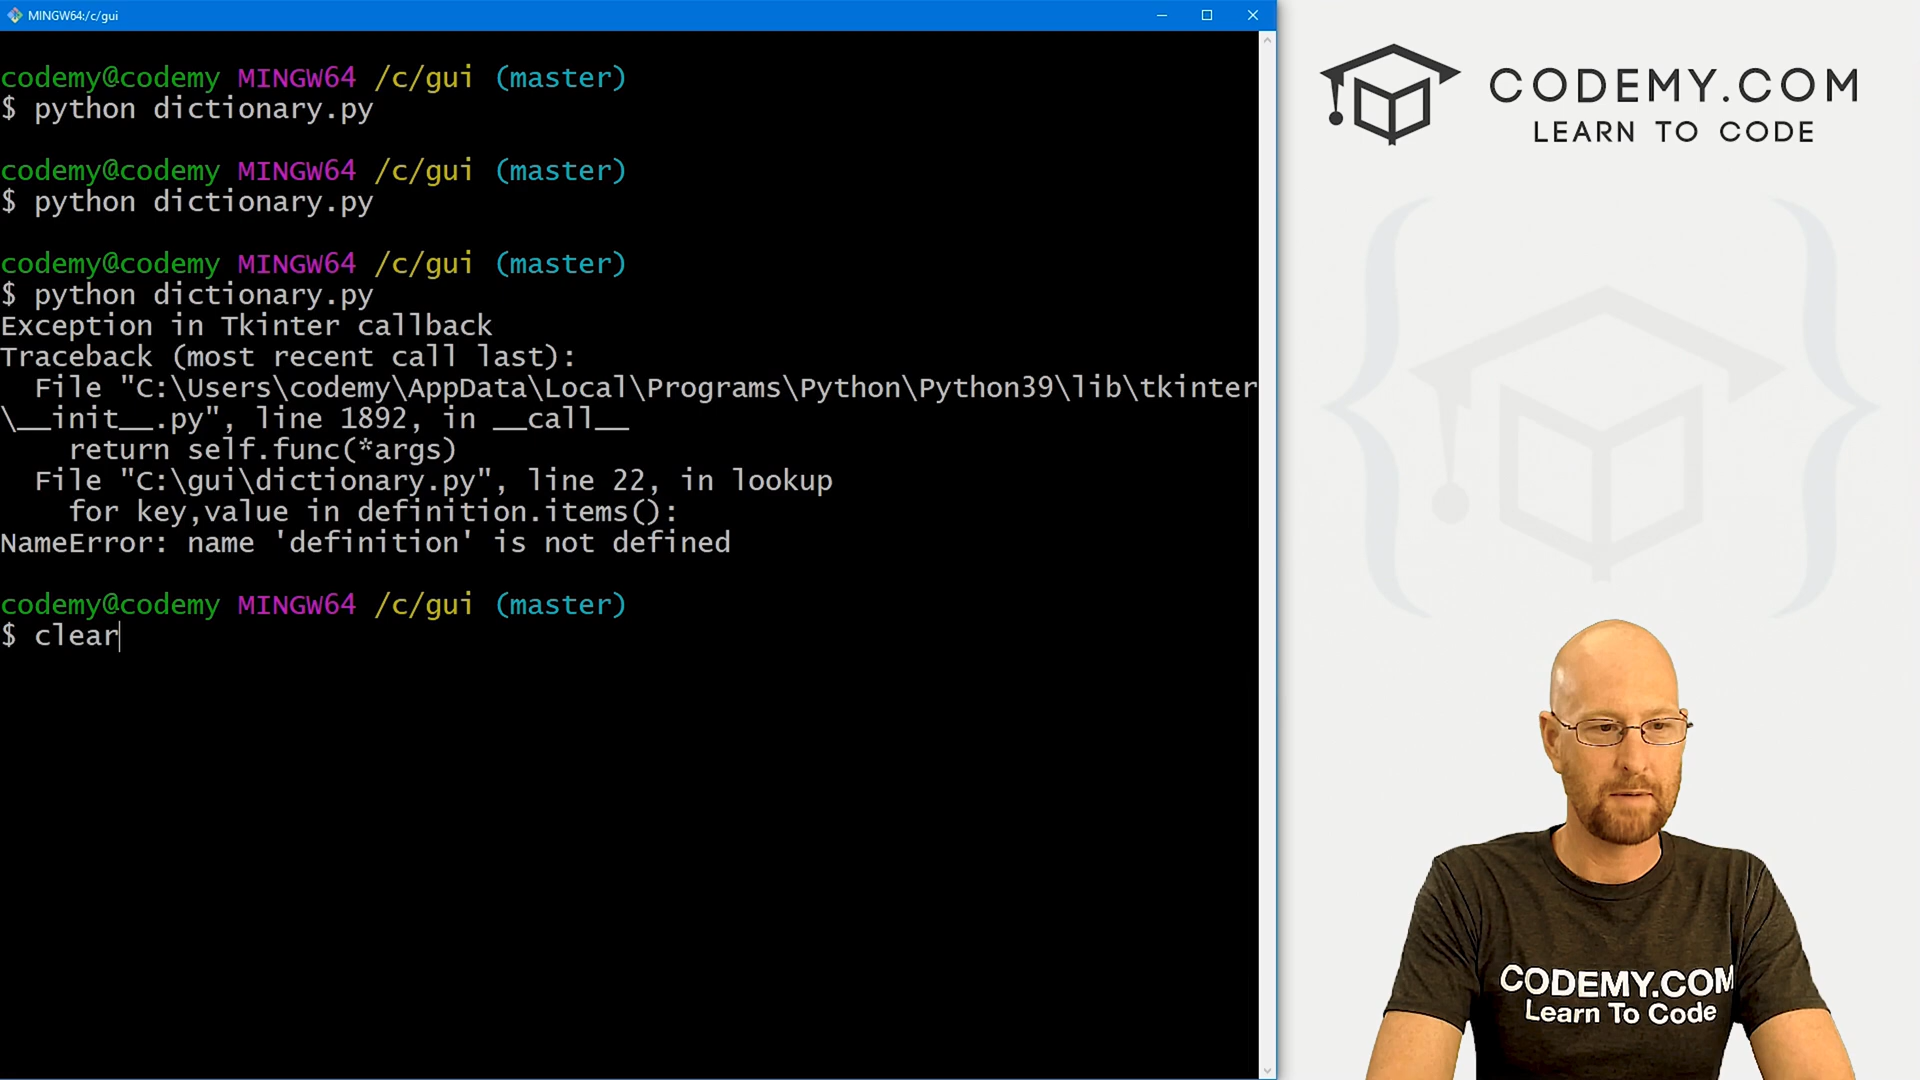 MINGW64:/c/gui
codemy@codemy MINGW64 /c/gui (master)
$ python dictionary.py
codemy@codemy MINGW64 /c/gui (master)
$ python dictionary.py
codemy@codemy MINGW64 /c/gui (master)
$ python dictionary.py
Exception in Tkinter callback
Traceback (most recent call last):
  File "C:\Users\codemy\AppData\Local\Programs\Python\Python39\lib\tkinter
\__init__.py", line 1892, in __call__
    return self.func(*args)
  File "C:\gui\dictionary.py", line 22, in lookup
    for key,value in definition.items():
NameError: name 'definition' is not defined
codemy@codemy MINGW64 /c/gui (master)
$ clear
CODEMY.COM
LEARN TO CODE
CODEMY.COM
Learn To Code